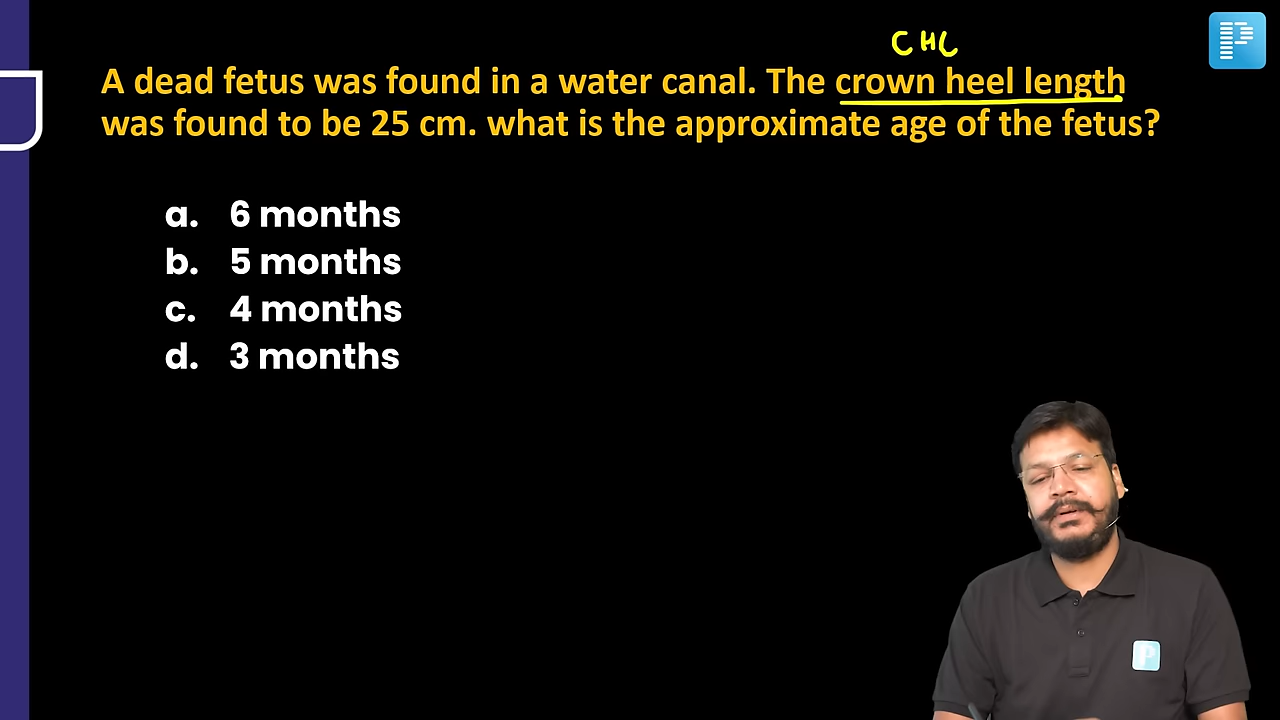 CHL
A dead fetus was found in a water canal. The crown heel length
was found to be 25 cm. what is the approximate age of the fetus?
a. 6 months
b. 5 months
c. 4 months
d. 3 months